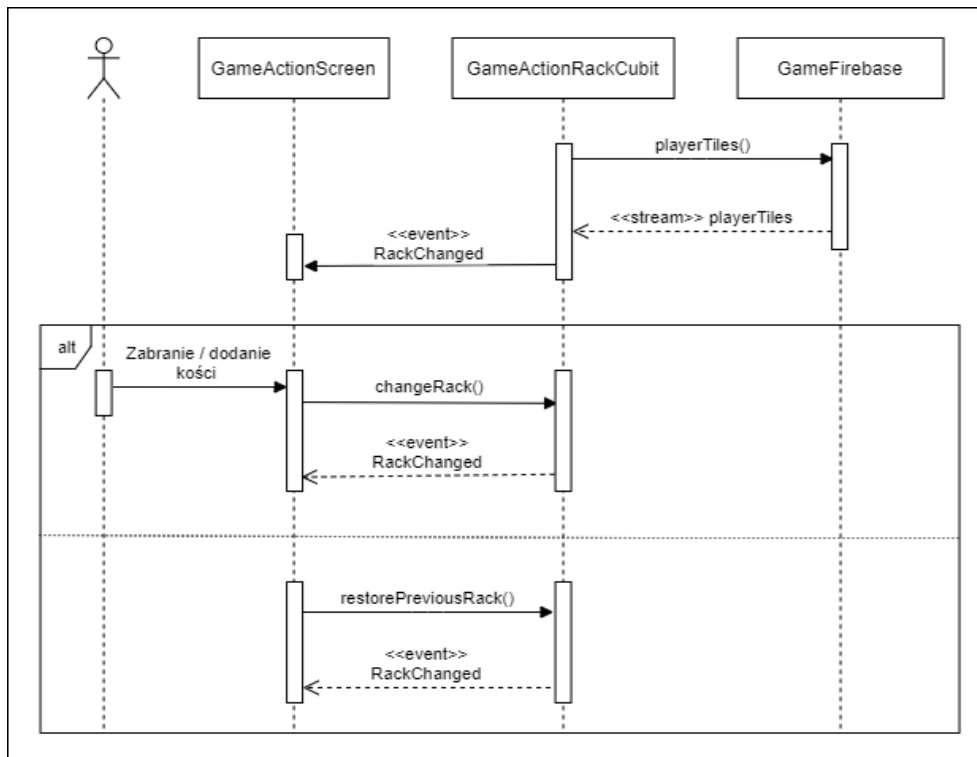 GameActionScreen
GameActionRackCubit
GameFirebase
playerTiles()
<<stream>> playerTiles
<<event>>
RackChanged
alt
Zabranie / dodanie
kości
changeRack()
<<event>>
RackChanged
restorePreviousRack()
<<event>>
RackChanged